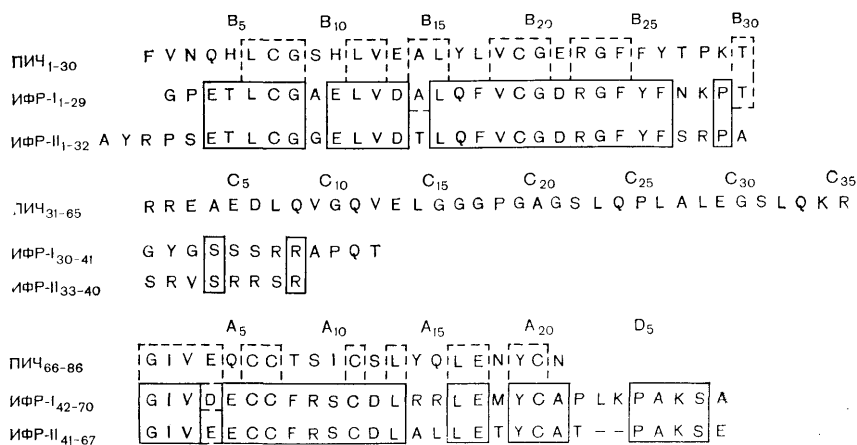 B5 B10 B15 B20 B25 B30
ПИЧ1-30 F V N Q H L C G S H L V E A L Y L V C G E R G F F Y T P K T
ИФР-I1-29 G P E T L C G A E L V D A L Q F V C G D R G F Y F N K P T
ИФР-II1-32 A Y R P S E T L C G G E L V D T L Q F V C G D R G F Y F S R P A
C5 C10 C15 C20 C25 C30 C35
ПИЧ31-65 R R E A E D L Q V G Q V E L G G G P G A G S L Q P L A L E G S L Q K R
ИФР-I30-41 G Y G S S S R R A P Q T
ИФР-II33-40 S R V S R R S R
A5 A10 A15 A20 D5
ПИЧ66-86 G I V E Q C C T S I C S L Y Q L E N Y C N
ИФР-I42-70 G I V D E C C F R S C D L R R L E M Y C A P L K P A K S A
ИФР-II41-67 G I V E E C C F R S C D L A L L E T Y C A T - - P A K S E